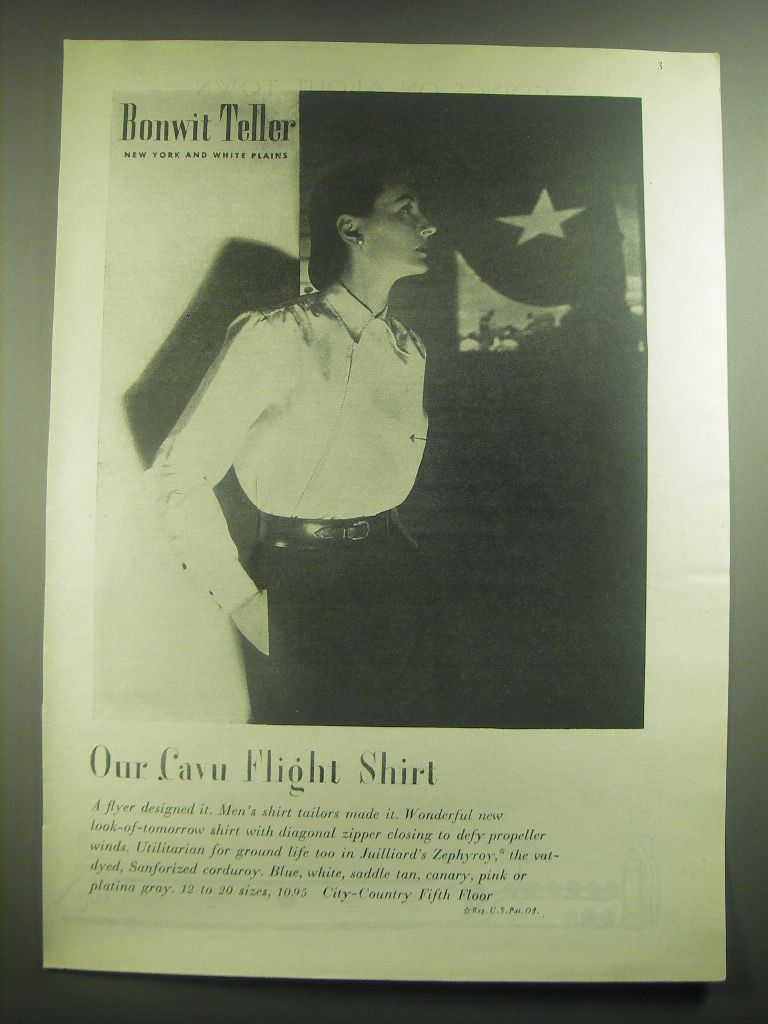 3
Bonwit Teller
NEW YORK AND WHITE PLAINS
Our Cavu Flight Shirt
A flyer designed it. Men's shirt tailors made it. Wonderful new
look-of-tomorrow shirt with diagonal zipper closing to defy propeller
winds. Utilitarian for ground life too in Juilliard's Zephyroy,* the vat-
dyed, Sanforized corduroy. Blue, white, saddle tan, canary, pink or
platina gray. 12 to 20 sizes, 10.95 City-Country Fifth Floor
☆Reg. U.S. Pat. Off.